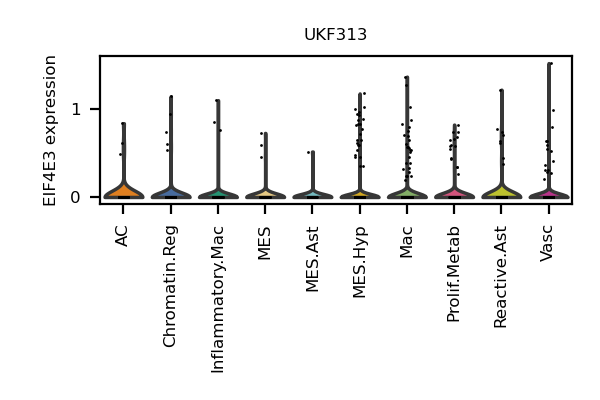 UKF313
EIF4E3 expression
1
0
AC
Chromatin.Reg
Inflammatory.Mac
MES
MES.Ast
MES.Hyp
Mac
Prolif.Metab
Reactive.Ast
Vasc